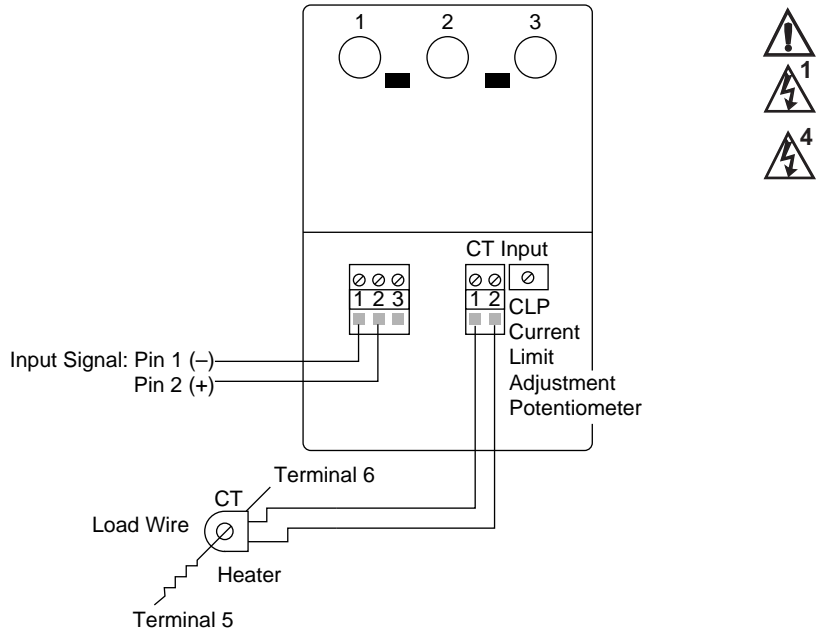 1 2 3
1
4
CT Input
1 2 3
1 2
CLP
Current
Limit
Adjustment
Potentiometer
Input Signal: Pin 1 (–)
Pin 2 (+)
Terminal 6
CT
Load Wire
Heater
Terminal 5